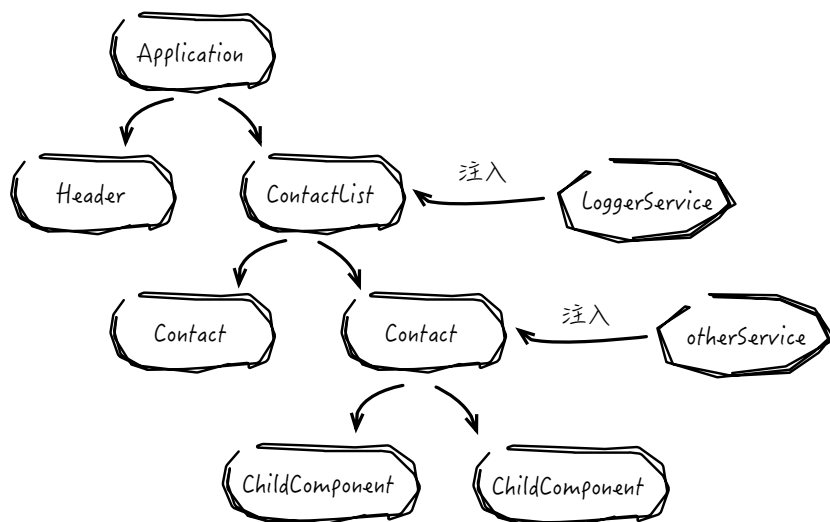 Application
Header
ContactList
注入
LoggerService
Contact
Contact
注入
otherService
ChildComponent
ChildComponent